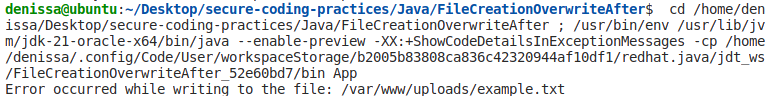 denissa@ubuntu:~/Desktop/secure-coding-practices/Java/FileCreationOverwriteAfter$  cd /home/den
issa/Desktop/secure-coding-practices/Java/FileCreationOverwriteAfter ; /usr/bin/env /usr/lib/jv
m/jdk-21-oracle-x64/bin/java --enable-preview -XX:+ShowCodeDetailsInExceptionMessages -cp /home
/denissa/.config/Code/User/workspaceStorage/b2005b83808ca836c42320944af10df1/redhat.java/jdt_ws
/FileCreationOverwriteAfter_52e60bd7/bin App
Error occurred while writing to the file: /var/www/uploads/example.txt